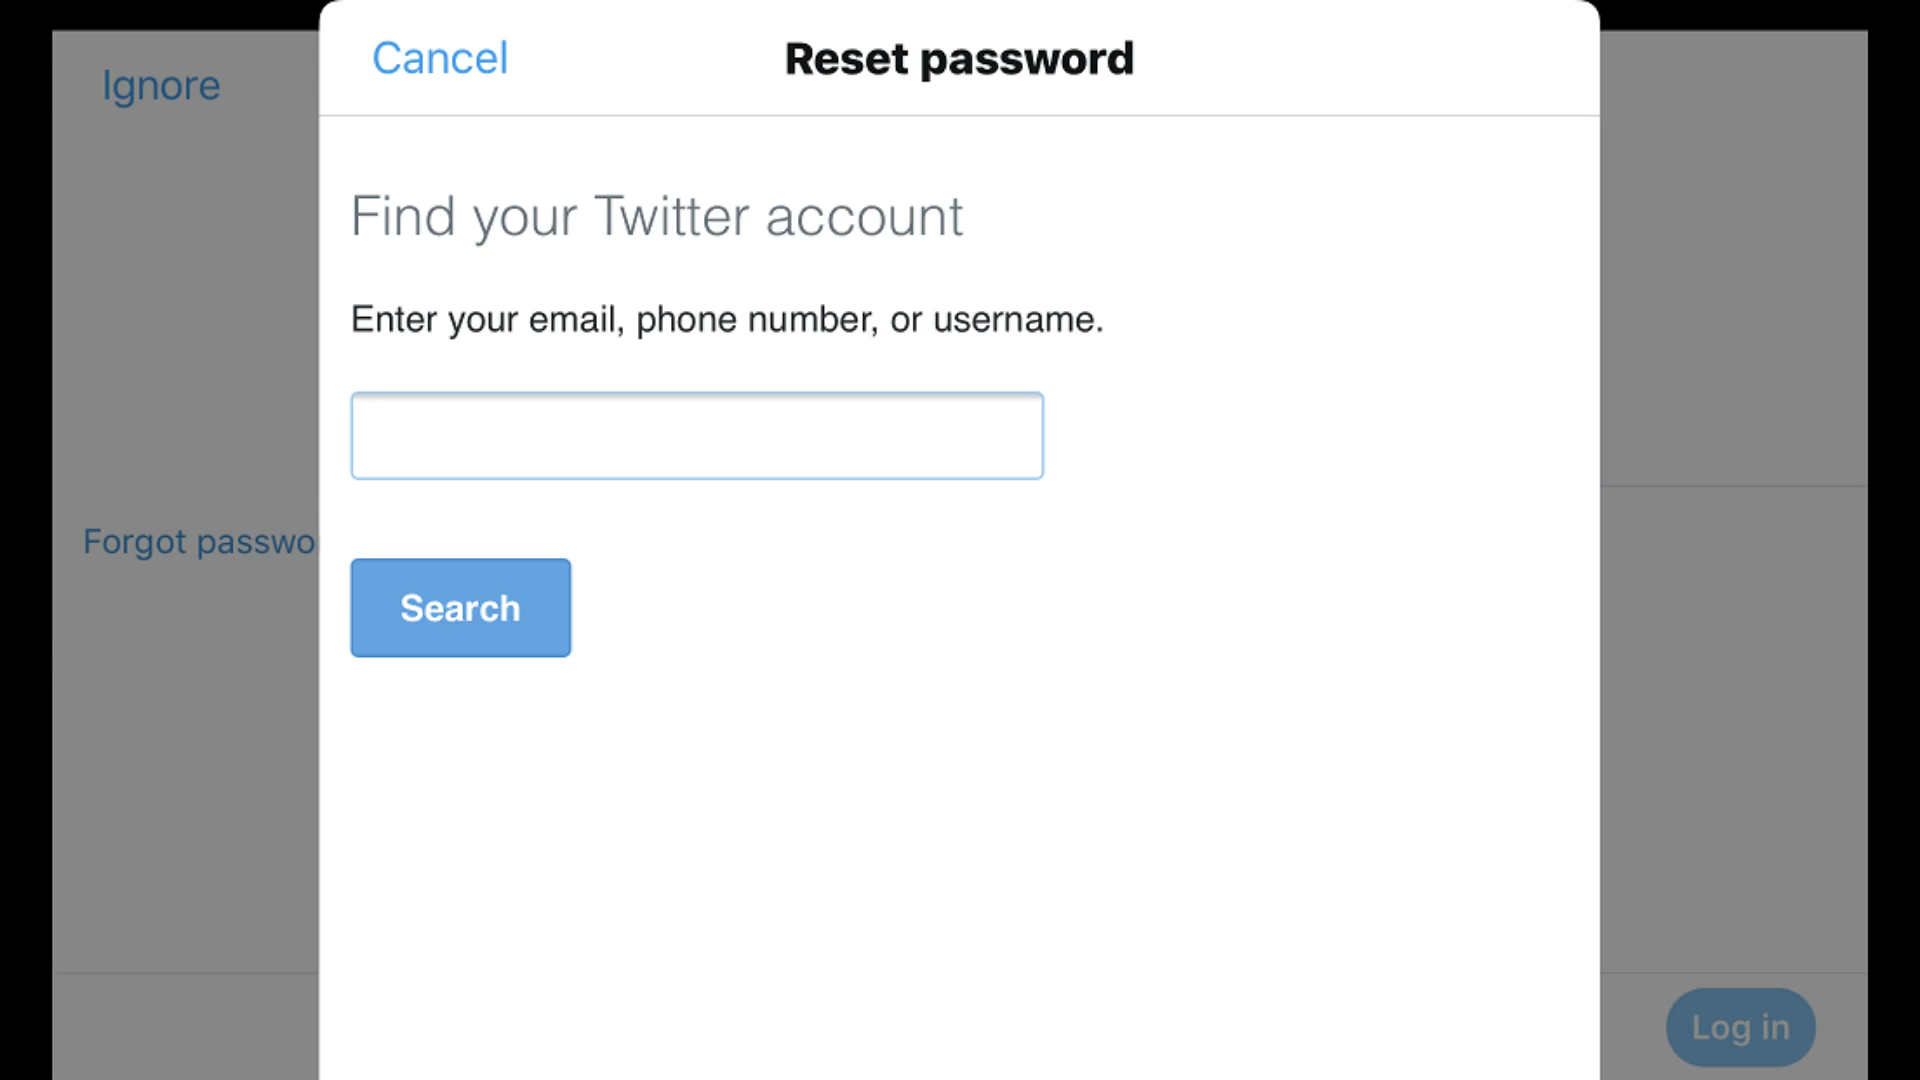 Cancel
Reset password
Ignore
Find your Twitter account
Enter your email, phone number, or username.
Forgot passwo
Search
Log in